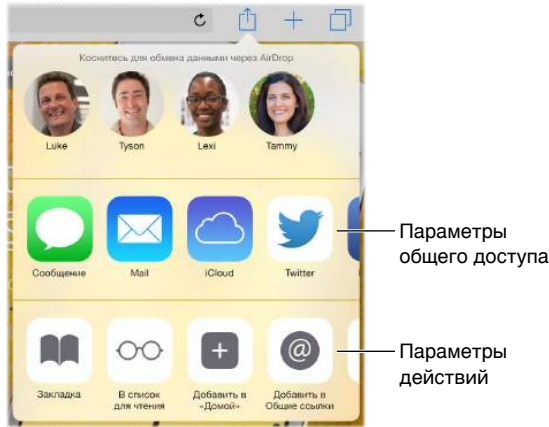 Коснитесь для обмена данными через AirDrop
Luke
Tyson
Lexi
Tammy
Сообщение
Mail
iCloud
Twitter
Параметры
общего доступа
Закладка
В список
для чтения
Добавить в
«Домой»
Добавить в
Общие ссылки
Параметры
действий